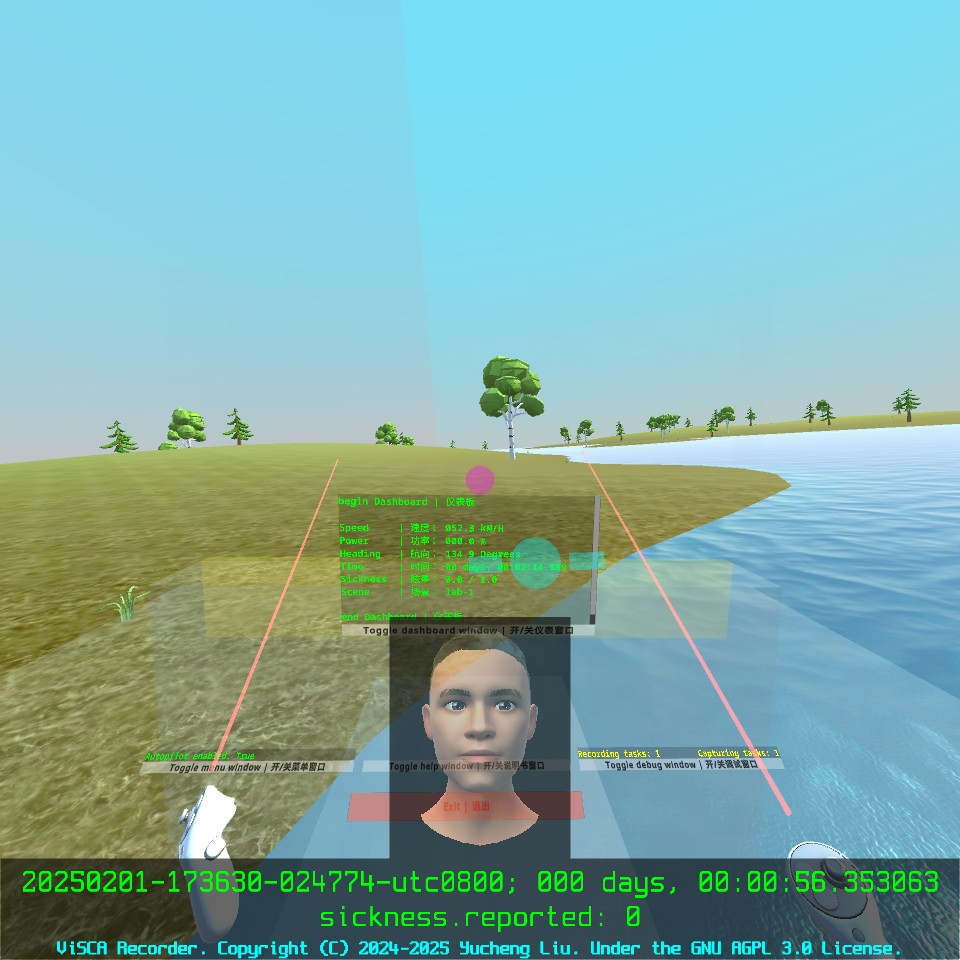 begin Dashboard | 仪表板
Speed | 速度: 052.3 kM/H
Power | 功率: 000.0 W
Heading | 航向: 134.9 Degrees
Time | 时间: 00 days, 00:02:14
Sickness | 眩晕: 0.0 / 1.0
Scene | 场景: lab-1
end Dashboard | 仪表板
Toggle dashboard window | 开/关仪表窗口
Autopilot enabled: True
Recording tasks: 1 Capturing tasks: 1
Toggle menu window | 开/关菜单窗口
Toggle help window | 开/关说明书窗口
Toggle debug window | 开/关调试窗口
Exit | 退出
20250201-173630-024774-utc0800; 000 days, 00:00:56.353063
sickness.reported: 0
ViSCA Recorder. Copyright (C) 2024-2025 Yucheng Liu. Under the GNU AGPL 3.0 License.